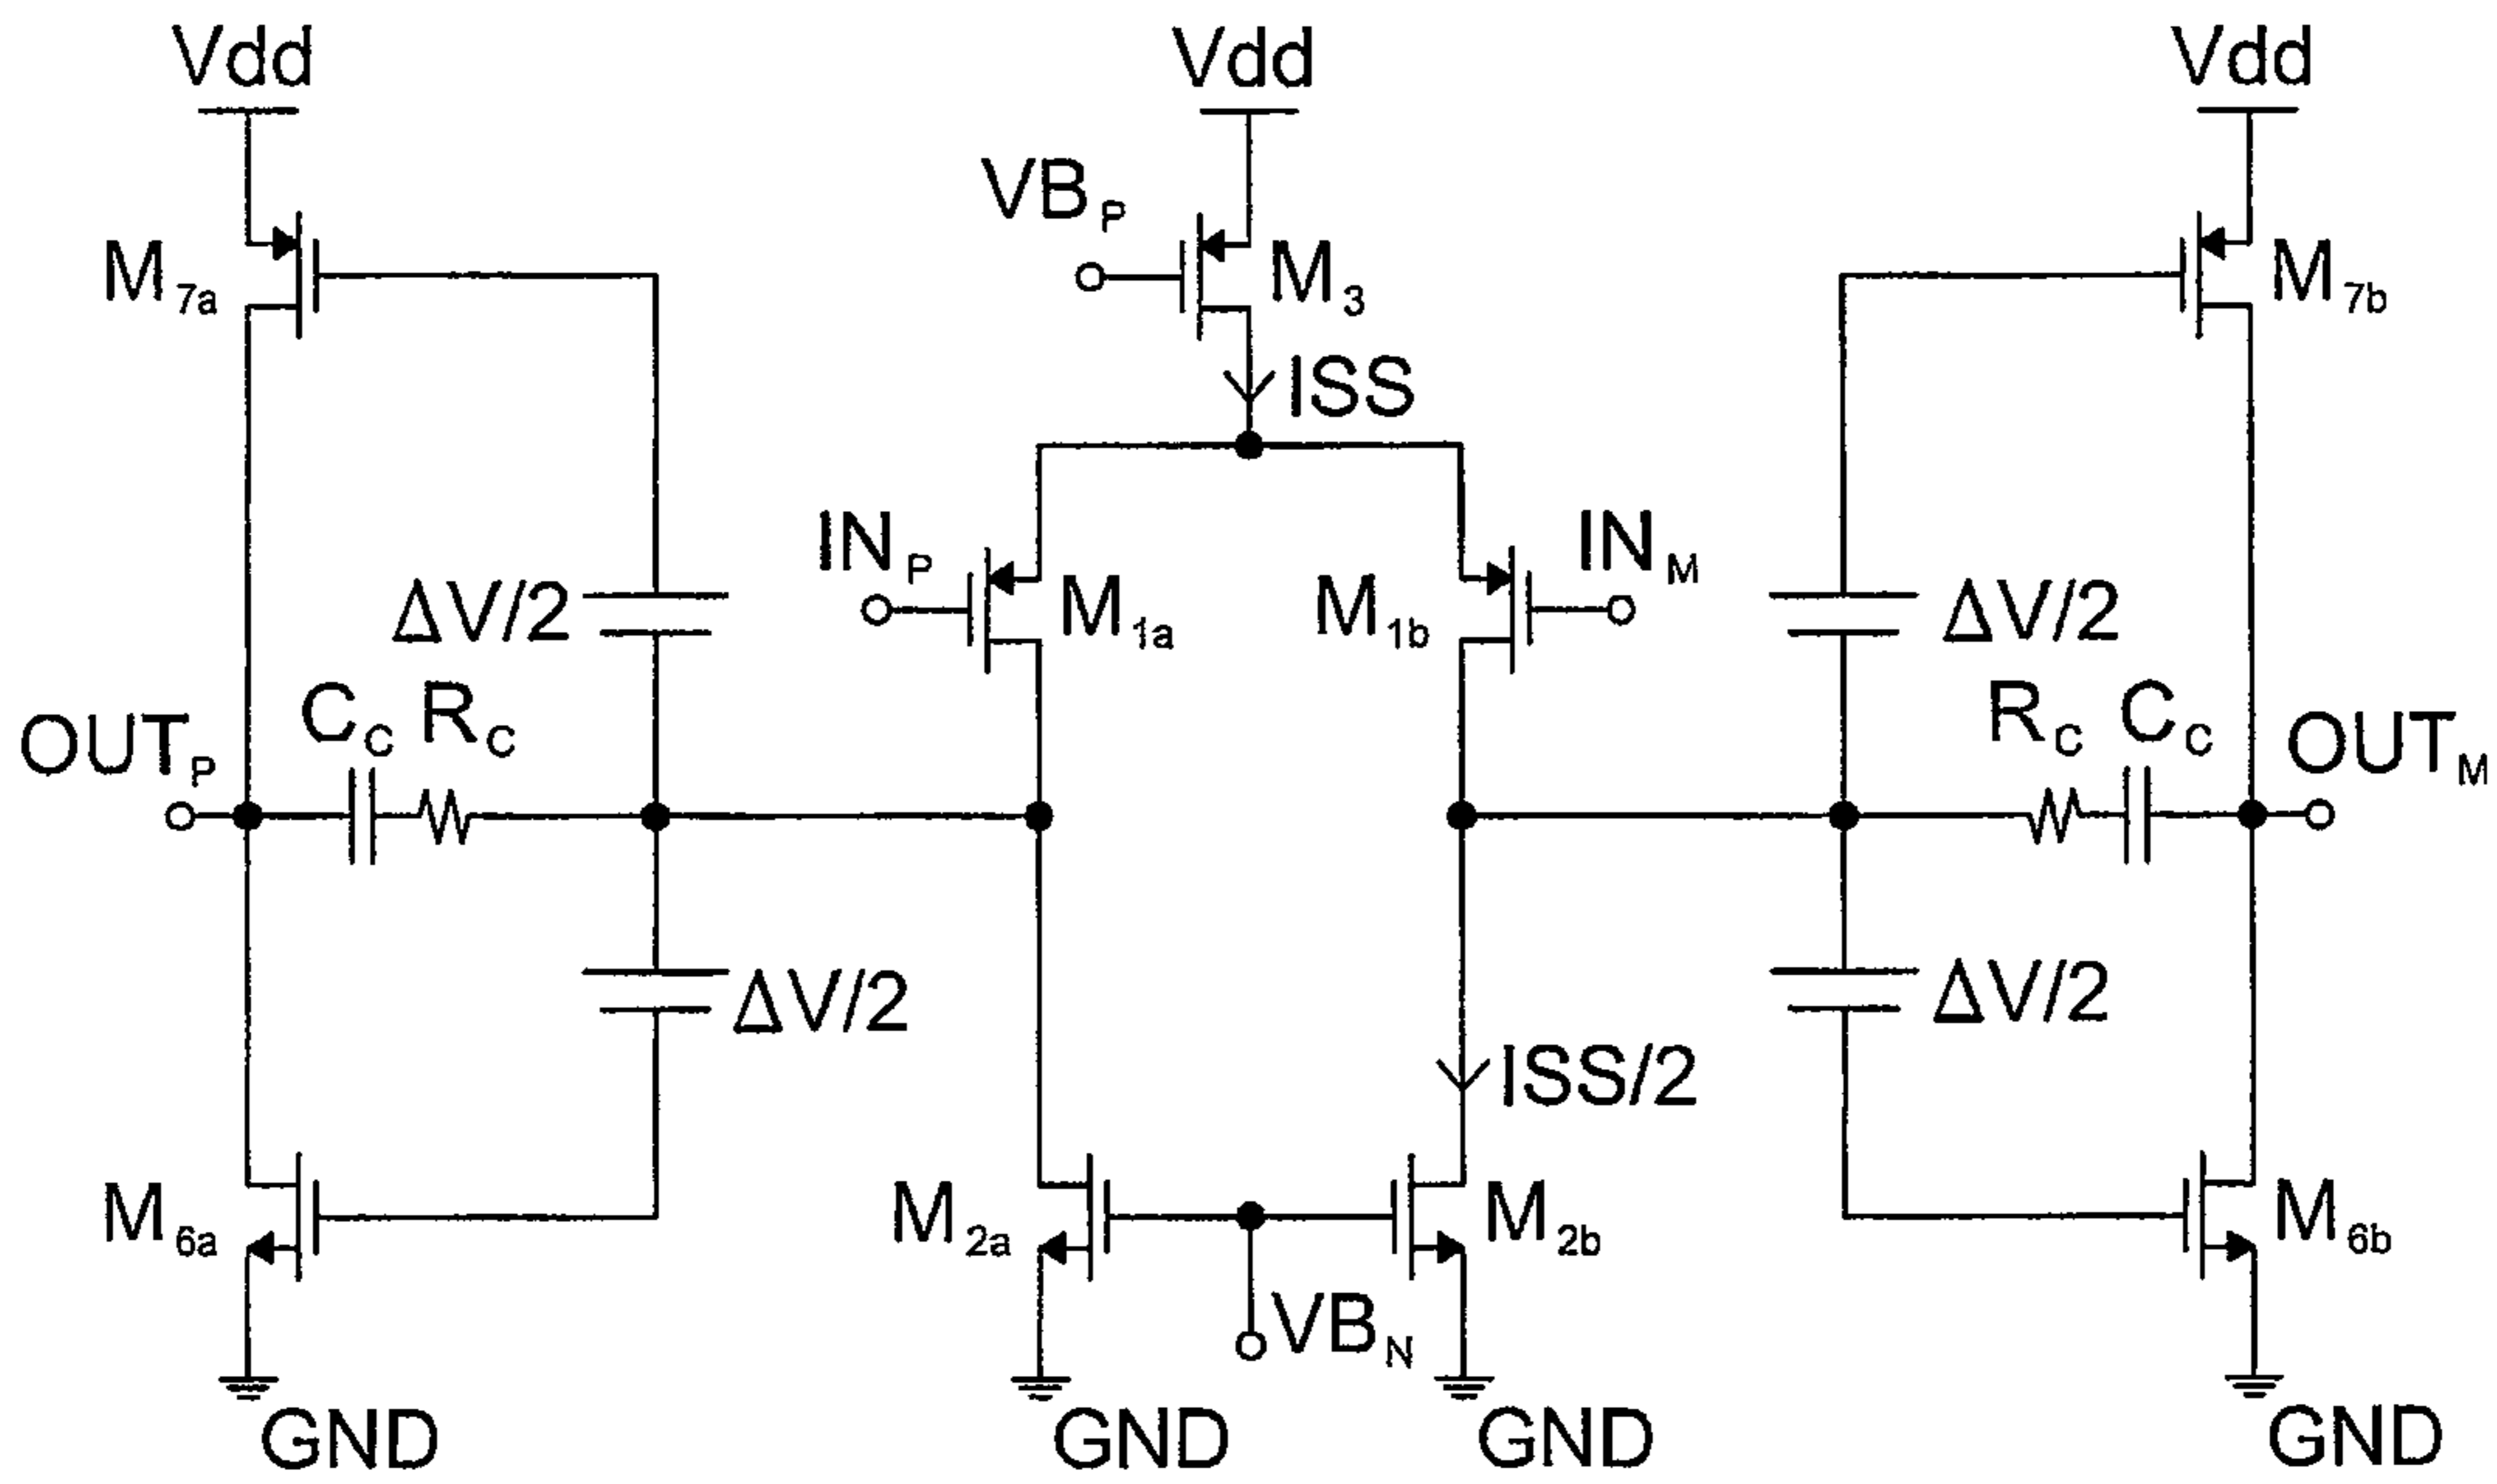 Vdd Vdd Vdd
VBP
M7a M3 M7b
ISS
INP INM
M1a M1b
ΔV/2 ΔV/2
CC RC RC CC
OUTP OUTM
ΔV/2 ΔV/2
ISS/2
M6a M2a M2b M6b
VBN
GND GND GND GND